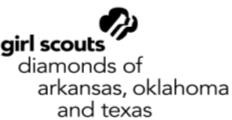 girl scouts
diamonds of
arkansas, oklahoma
and texas